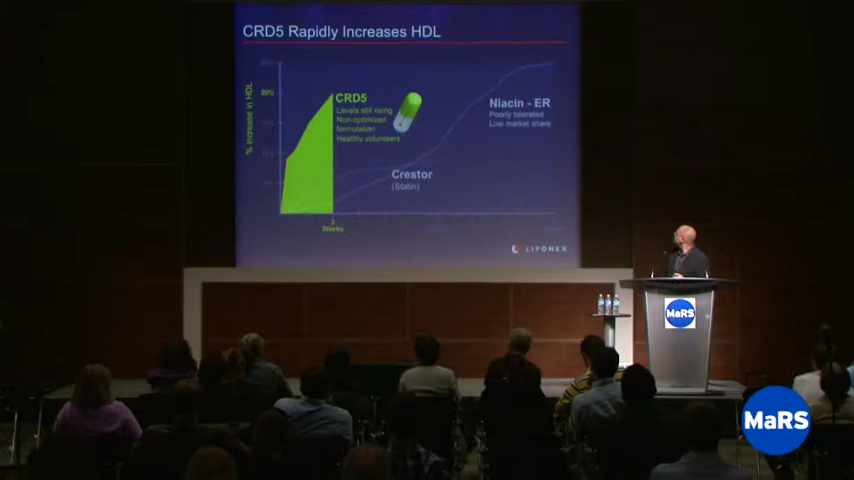 CRD5 Rapidly Increases HDL
% increase in HDL
20%
CRD5
Levels still rising
Non-optimized
formulation
Healthy volunteers
Niacin - ER
Poorly tolerated
Low market share
Crestor
(Statin)
2
Weeks
LIPONEX
MaRS
MaRS